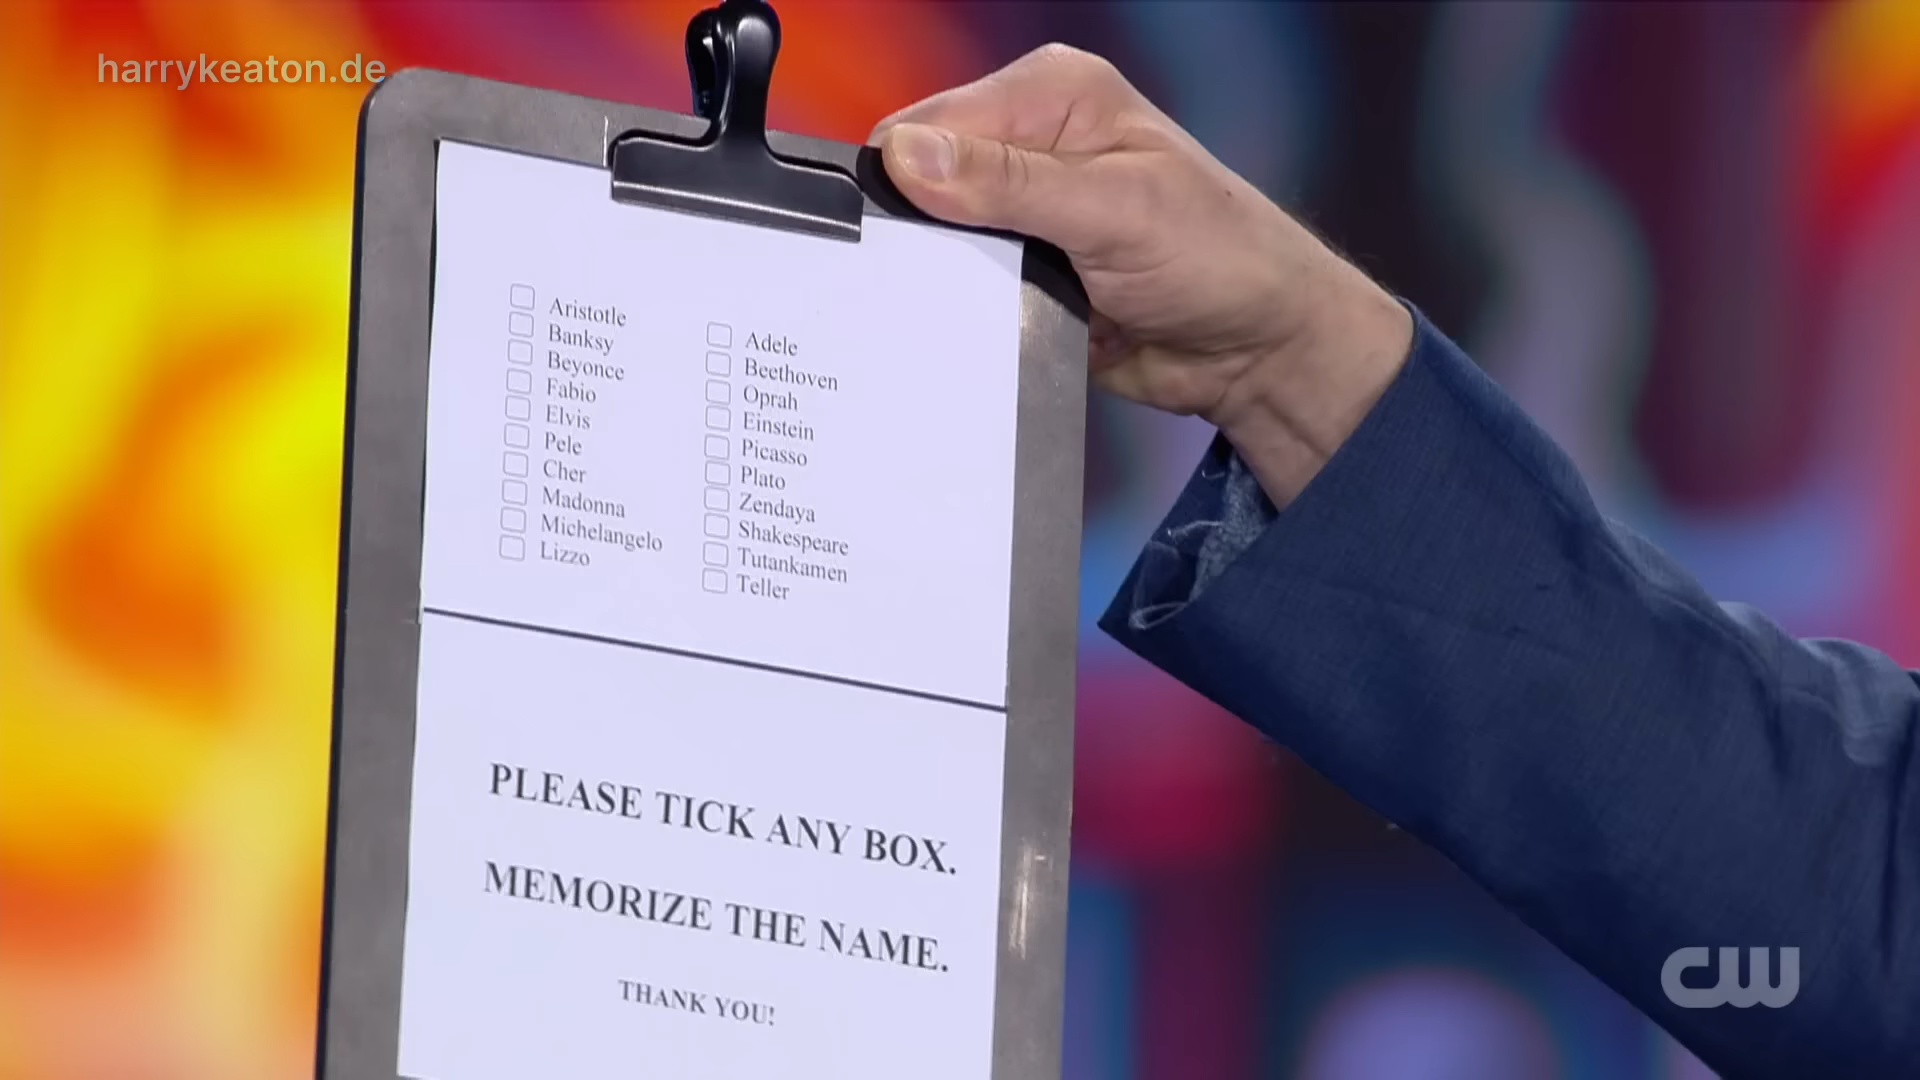 harrykeaton.de
Aristotle
Banksy
Beyonce
Fabio
Elvis
Pele
Cher
Madonna
Michelangelo
Lizzo
Adele
Beethoven
Oprah
Einstein
Picasso
Plato
Zendaya
Shakespeare
Tutankamen
Teller
PLEASE TICK ANY BOX.
MEMORIZE THE NAME.
THANK YOU!
CW